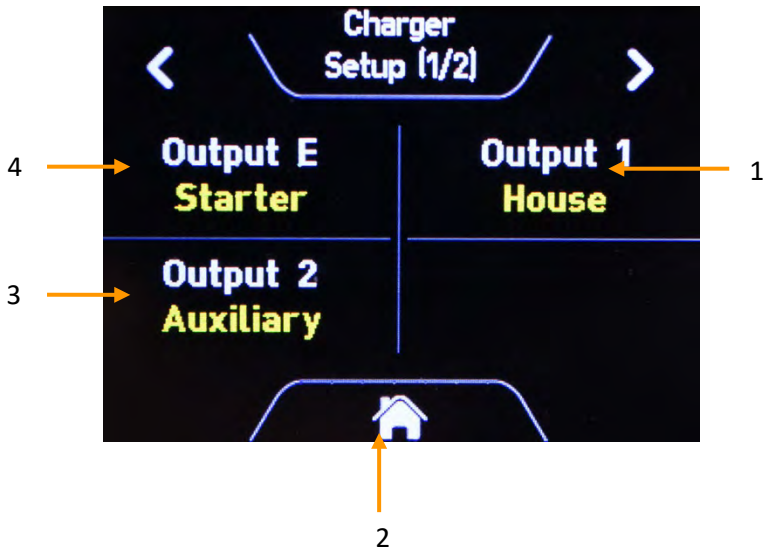 Charger
Setup (1/2)
4
Output E
Starter
Output 1
House
1
3
Output 2
Auxiliary
2